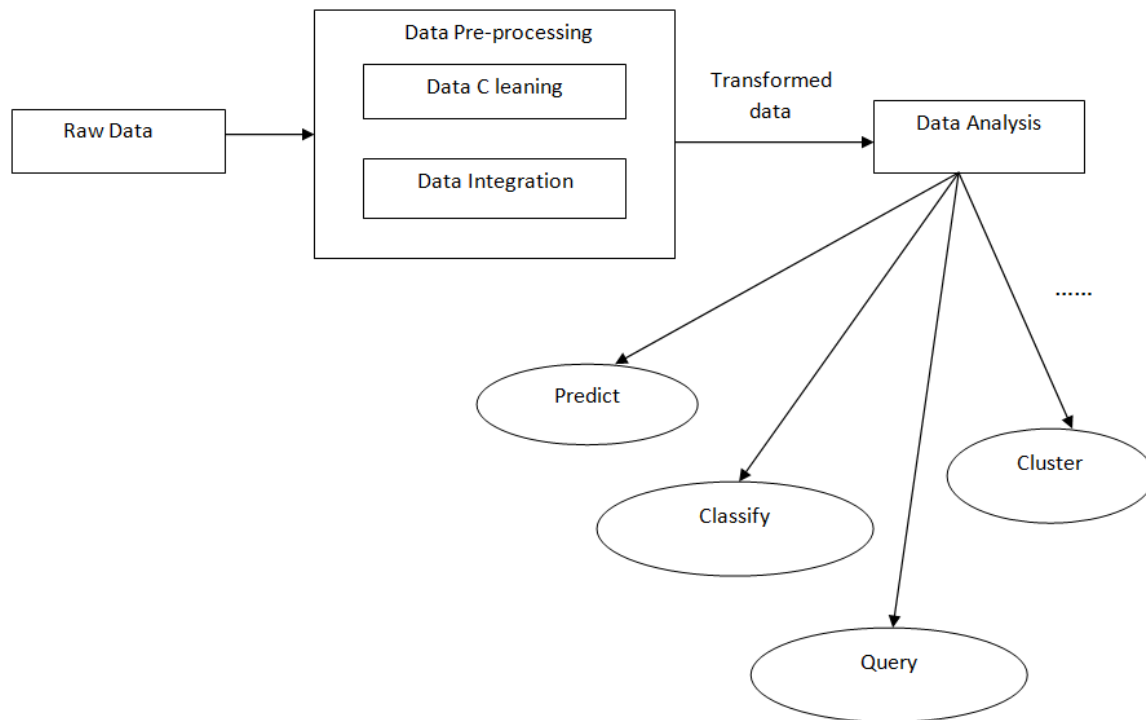 Data Pre-processing
Data C leaning
Data Integration
Raw Data
Transformed
data
Data Analysis
......
Predict
Classify
Cluster
Query